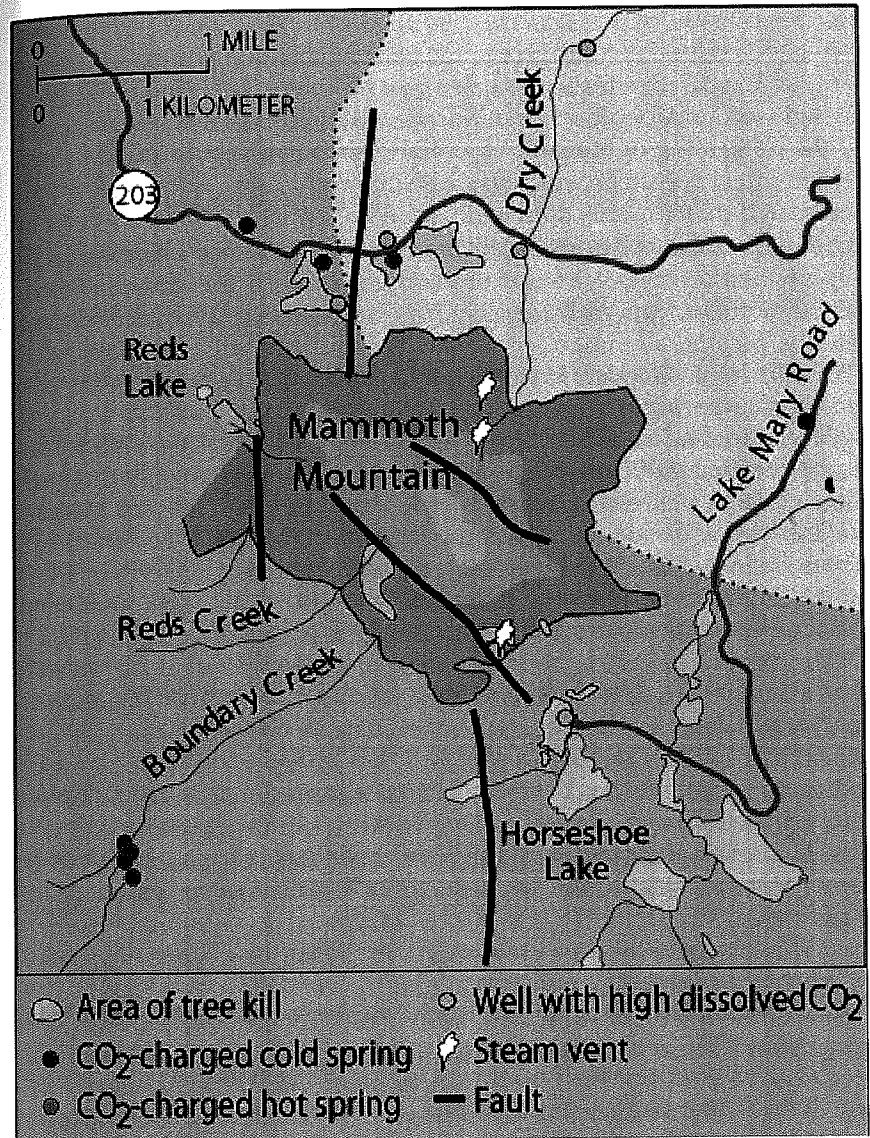 0 1 MILE
0 1 KILOMETER
203
Dry Creek
Reds
Lake
Mammoth
Mountain
Lake Mary Road
Reds Creek
Boundary Creek
Horseshoe
Lake
Area of tree kill
CO2-charged cold spring
CO2-charged hot spring
Well with high dissolved CO2
Steam vent
Fault